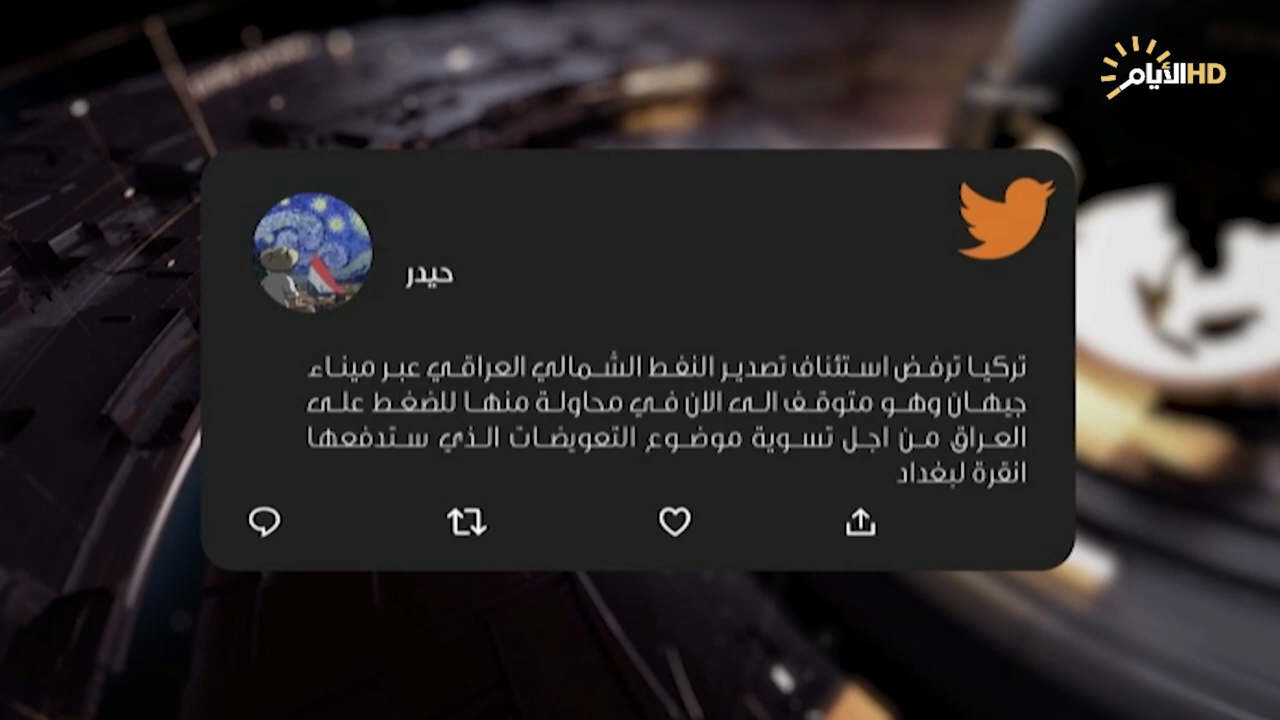 الأيام HD
حيدر
تركيا ترفض استئناف تصدير النفط الشمالي العراقي عبر ميناء
جيهان وهو متوقف الى الان في محاولة منها للضغط على
العراق من اجل تسوية موضوع التعويضات الذي ستدفعها
انقرة لبغداد